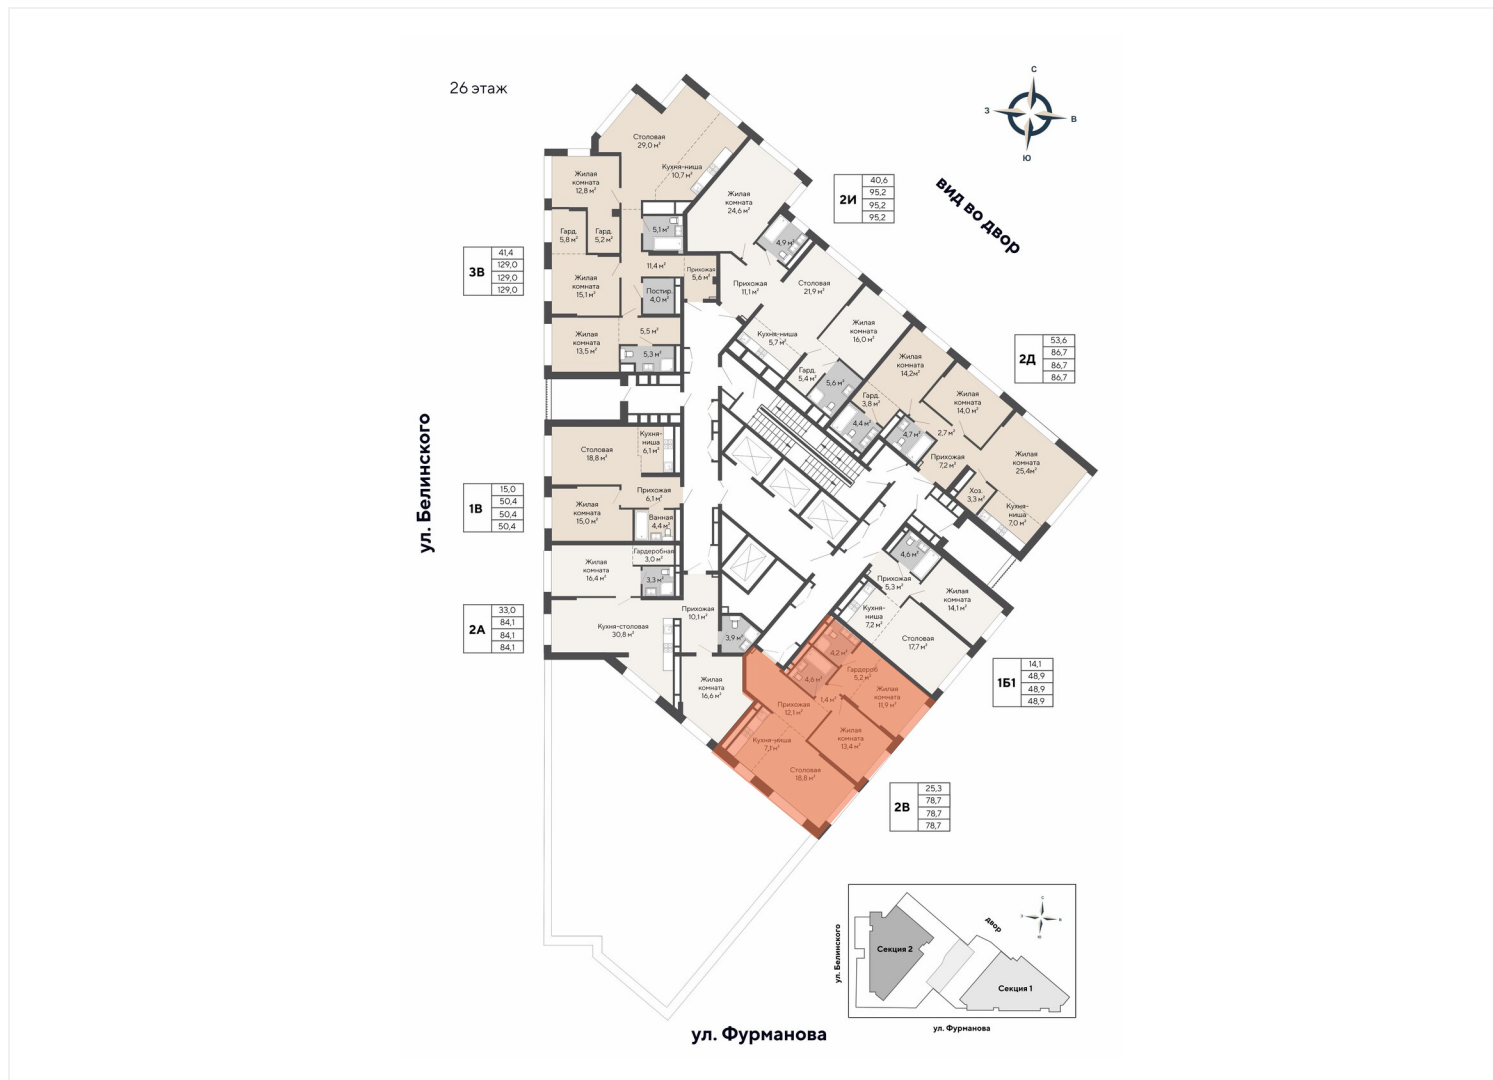 26 этаж
С
З
В
Ю
вид во двор
ул. Белинского
ул. Фурманова
2И
40,6
95,2
95,2
95,2
3В
41,4
129,0
129,0
129,0
2Д
53,6
86,7
86,7
86,7
1В
15,0
50,4
50,4
50,4
2А
33,0
84,1
84,1
84,1
1Б1
14,1
48,9
48,9
48,9
2В
25,3
78,7
78,7
78,7
Столовая
29,0 м²
Кухня-ниша
10,7 м²
Жилая
комната
12,8 м²
Гард.
5,8 м²
Гард.
5,2 м²
5,1 м²
11,4 м²
Прихожая
5,6 м²
Жилая
комната
15,1 м²
Постир.
4,0 м²
Жилая
комната
13,5 м²
5,5 м²
5,3 м²
Жилая
комната
24,6 м²
4,9 м²
Прихожая
11,1 м²
Столовая
21,9 м²
Кухня-ниша
5,7 м²
Жилая
комната
16,0 м²
Гард.
5,4 м²
5,6 м²
Жилая
комната
14,2м²
Гард.
3,8 м²
4,4 м²
4,7 м²
2,7 м²
Жилая
комната
14,0 м²
Прихожая
7,2 м²
Жилая
комната
25,4м²
Хоз.
3,3 м²
Кухня-
ниша
7,0 м²
Столовая
18,8 м²
Кухня-
ниша
6,1 м²
Прихожая
6,1 м²
Жилая
комната
15,0 м²
Ванная
4,4 м²
Жилая
комната
16,4 м²
Гардеробная
3,0 м²
3,3 м²
Кухня-столовая
30,8 м²
Прихожая
10,1 м²
3,9 м²
Жилая
комната
16,6 м²
4,6 м²
Прихожая
5,3 м²
Жилая
комната
14,1 м²
Кухня-
ниша
7,2 м²
Столовая
17,7 м²
4,2 м²
Гардероб
5,2 м²
4,6 м²
1,4 м²
Жилая
комната
11,9 м²
Прихожая
12,1 м²
Жилая
комната
13,4 м²
Кухня-ниша
7,1 м²
Столовая
18,8 м²
ул. Белинского
Секция 2
двор
Секция 1
С
З
В
Ю
ул. Фурманова